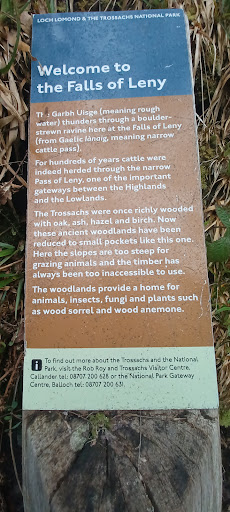 LOCH LOMOND & THE TROSSACHS NATIONAL PARK
Welcome to
the Falls of Leny
The Garbh Uisge (meaning rough
water) thunders through a boulder-
strewn ravine here at the Falls of Leny
(from Gaelic lànaig, meaning narrow
cattle pass).
For hundreds of years cattle were
indeed herded through the narrow
Pass of Leny, one of the important
gateways between the Highlands
and the Lowlands.
The Trossachs were once richly wooded
with oak, ash, hazel and birch. Now
these ancient woodlands have been
reduced to small pockets like this one.
Here the slopes are too steep for
grazing animals and the timber has
always been too inaccessible to use.
The woodlands provide a home for
animals, insects, fungi and plants such
as wood sorrel and wood anemone.
i To find out more about the Trossachs and the National
Park, visit the Rob Roy and Trossachs Visitor Centre,
Callander tel: 08707 200 628 or the National Park Gateway
Centre, Balloch tel: 08707 200 631.